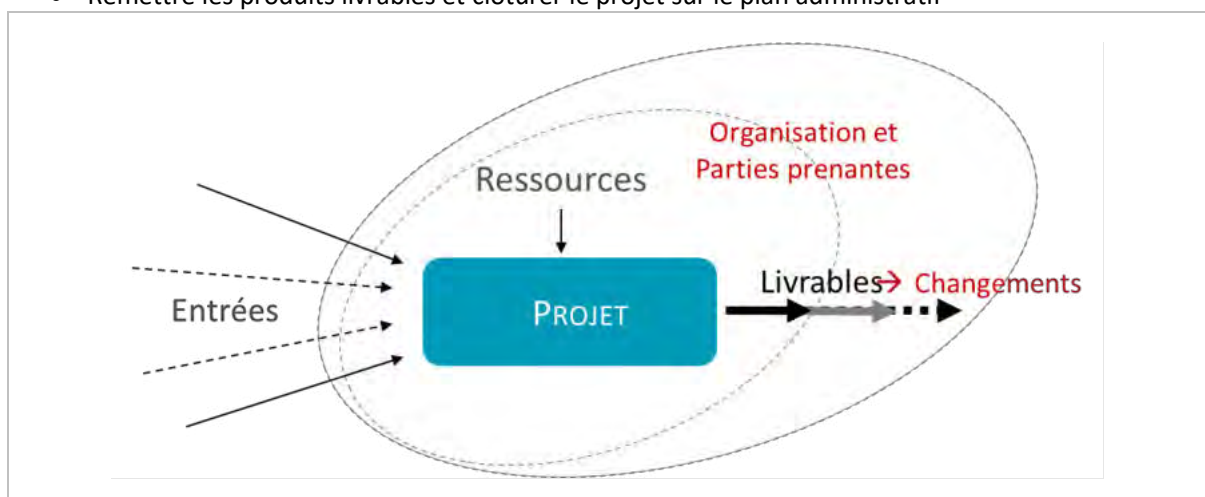 • Remettre les produits livrables et clôturer le projet sur le plan administratif
Organisation et
Parties prenantes
Ressources
Livrables → Changements
Entrées
PROJET